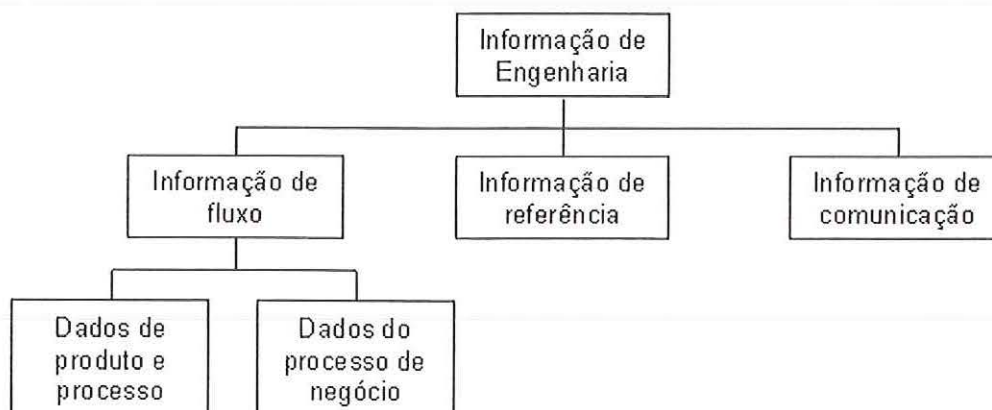 Informação de
Engenharia
Informação de
fluxo
Informação de
referência
Informação de
comunicação
Dados de
produto e
processo
Dados do
processo de
negócio